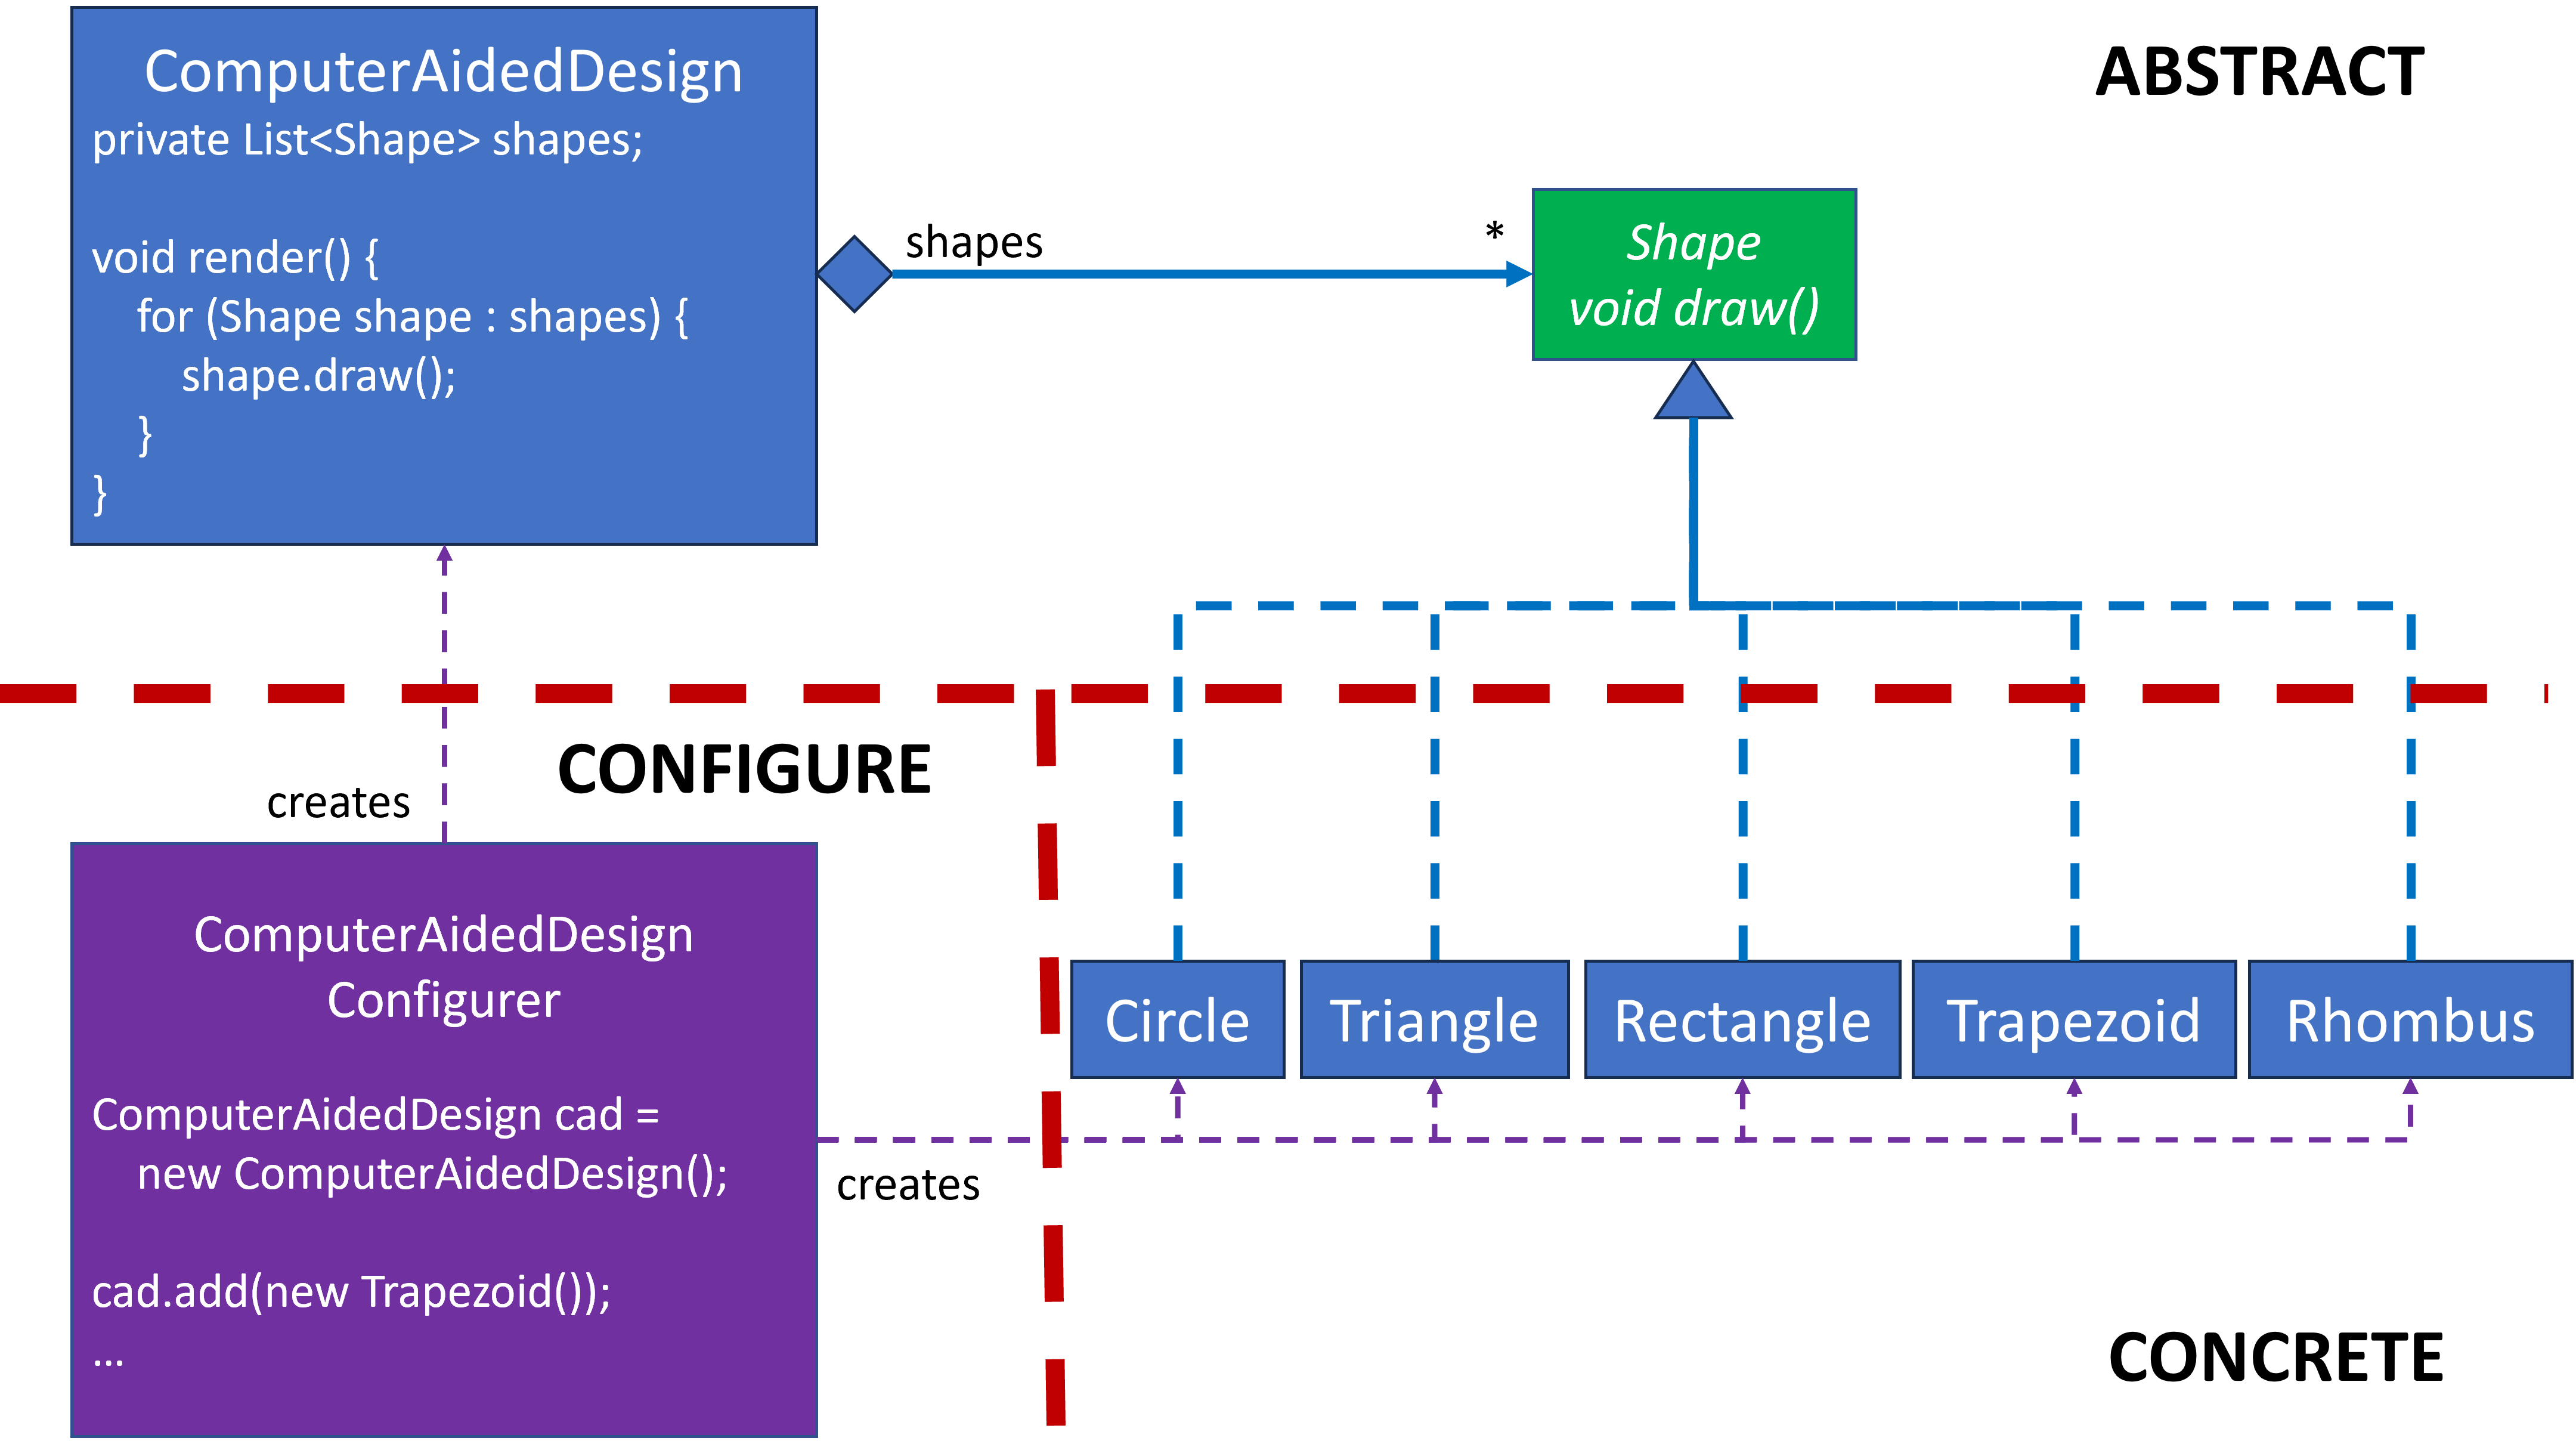 ComputerAidedDesign
private List<Shape> shapes;
void render() {
for (Shape shape : shapes) {
shape.draw();
}
}
ABSTRACT
shapes
*
Shape
void draw()
CONFIGURE
creates
ComputerAidedDesign
Configurer
ComputerAidedDesign cad =
new ComputerAidedDesign();
cad.add(new Trapezoid());
...
creates
Circle
Triangle
Rectangle
Trapezoid
Rhombus
CONCRETE